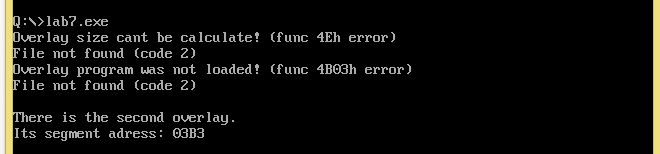 Q:\>lab7.exe
Overlay size cant be calculate! (func 4Eh error)
File not found (code 2)
Overlay program was not loaded! (func 4B03h error)
File not found (code 2)
There is the second overlay.
Its segment adress: 03B3